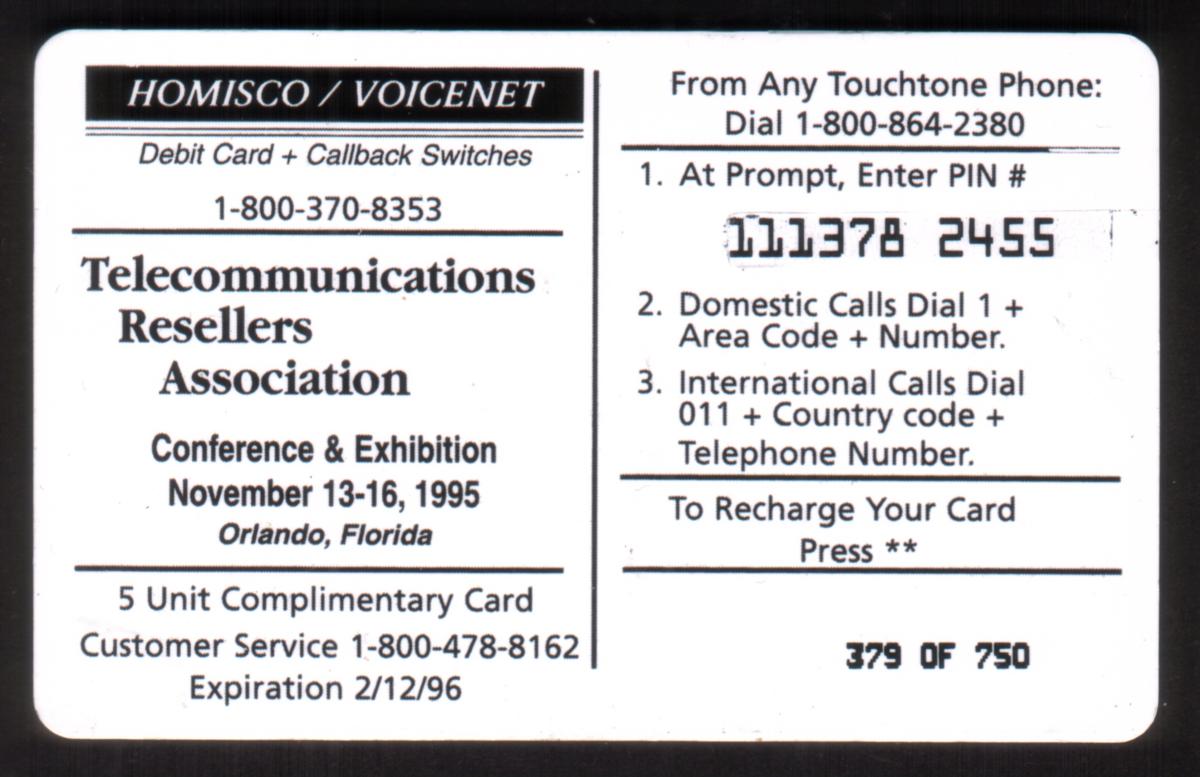 HOMISCO / VOICENET
Debit Card + Callback Switches
1-800-370-8353
Telecommunications
Resellers
Association
Conference & Exhibition
November 13-16, 1995
Orlando, Florida
5 Unit Complimentary Card
Customer Service 1-800-478-8162
Expiration 2/12/96
From Any Touchtone Phone:
Dial 1-800-864-2380
1. At Prompt, Enter PIN #
111378 2455
2. Domestic Calls Dial 1 +
Area Code + Number.
3. International Calls Dial
011 + Country code +
Telephone Number.
To Recharge Your Card
Press **
379 OF 750